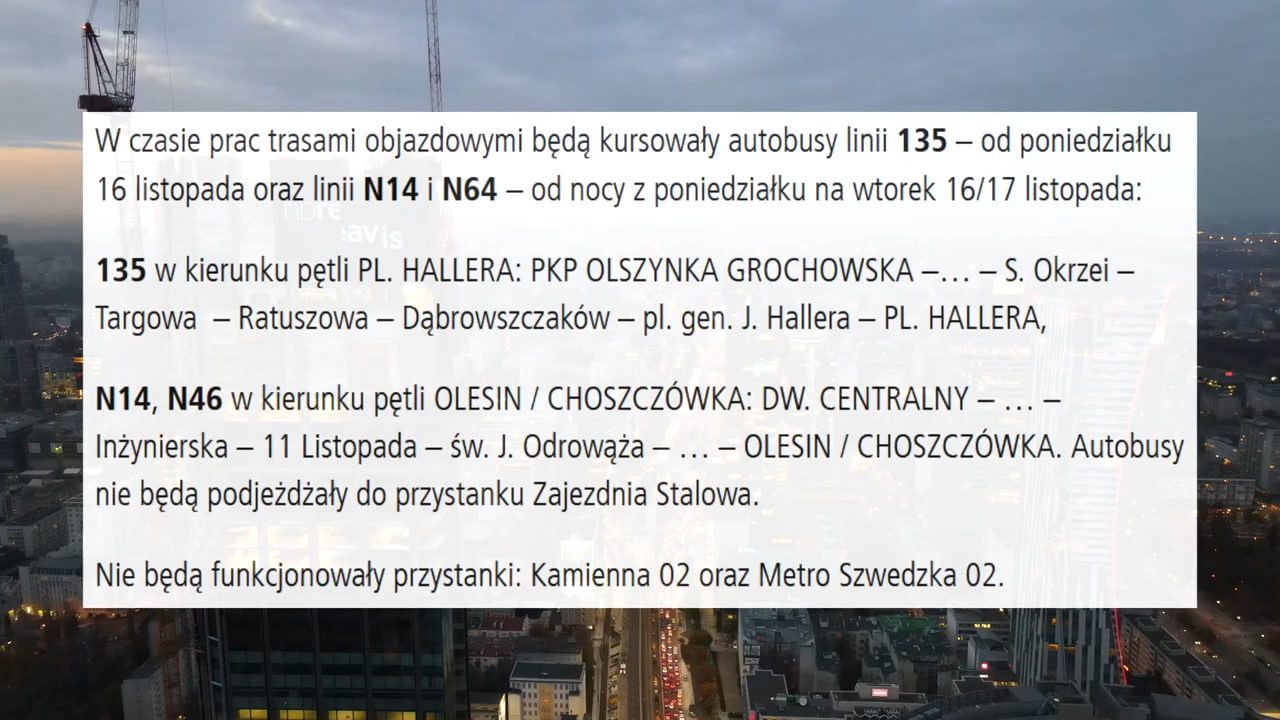 W czasie prac trasami objazdowymi będą kursowały autobusy linii 135 – od poniedziałku
16 listopada oraz linii N14 i N64 – od nocy z poniedziałku na wtorek 16/17 listopada:
135 w kierunku pętli PL. HALLERA: PKP OLSZYNKA GROCHOWSKA –… – S. Okrzei –
Targowa – Ratuszowa – Dąbrowszczaków – pl. gen. J. Hallera – PL. HALLERA,
N14, N46 w kierunku pętli OLESIN / CHOSZCZÓWKA: DW. CENTRALNY – … –
Inżynierska – 11 Listopada – św. J. Odrowąża – … – OLESIN / CHOSZCZÓWKA. Autobusy
nie będą podjeżdżały do przystanku Zajezdnia Stalowa.
Nie będą funkcjonowały przystanki: Kamienna 02 oraz Metro Szwedzka 02.